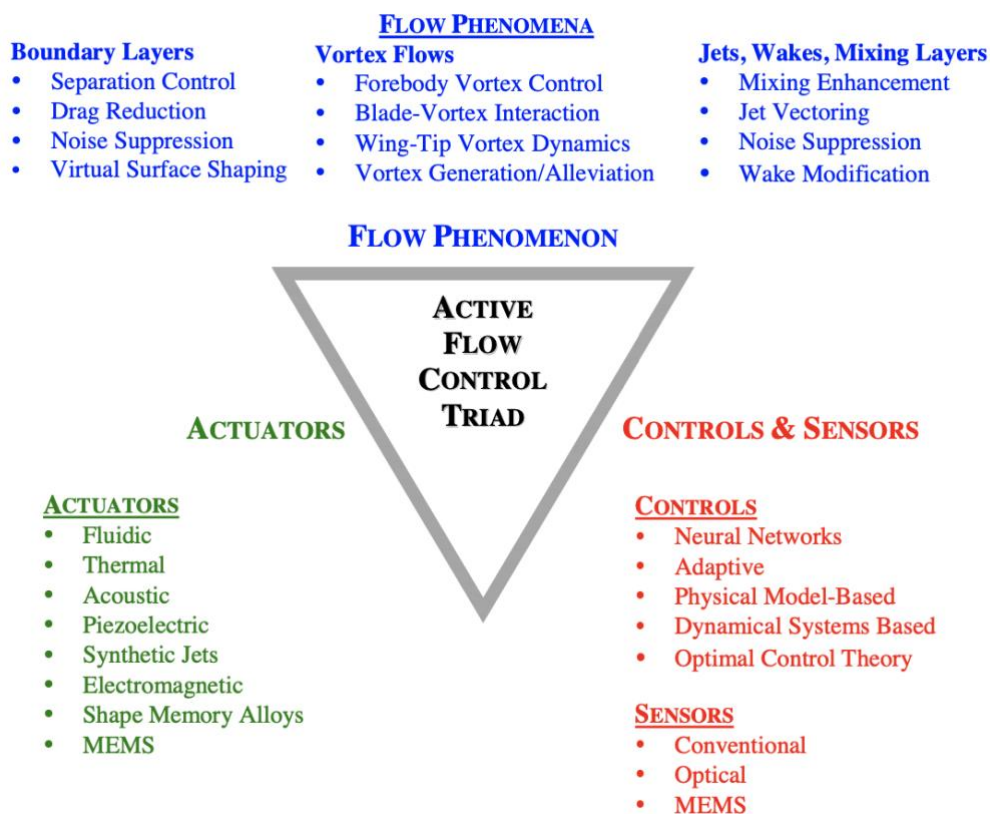 FLOW PHENOMENA
Boundary Layers
• Separation Control
• Drag Reduction
• Noise Suppression
• Virtual Surface Shaping
Vortex Flows
• Forebody Vortex Control
• Blade-Vortex Interaction
• Wing-Tip Vortex Dynamics
• Vortex Generation/Alleviation
Jets, Wakes, Mixing Layers
• Mixing Enhancement
• Jet Vectoring
• Noise Suppression
• Wake Modification
FLOW PHENOMENON
ACTIVE
FLOW
CONTROL
TRIAD
ACTUATORS
CONTROLS & SENSORS
ACTUATORS
• Fluidic
• Thermal
• Acoustic
• Piezoelectric
• Synthetic Jets
• Electromagnetic
• Shape Memory Alloys
• MEMS
CONTROLS
• Neural Networks
• Adaptive
• Physical Model-Based
• Dynamical Systems Based
• Optimal Control Theory
SENSORS
• Conventional
• Optical
• MEMS